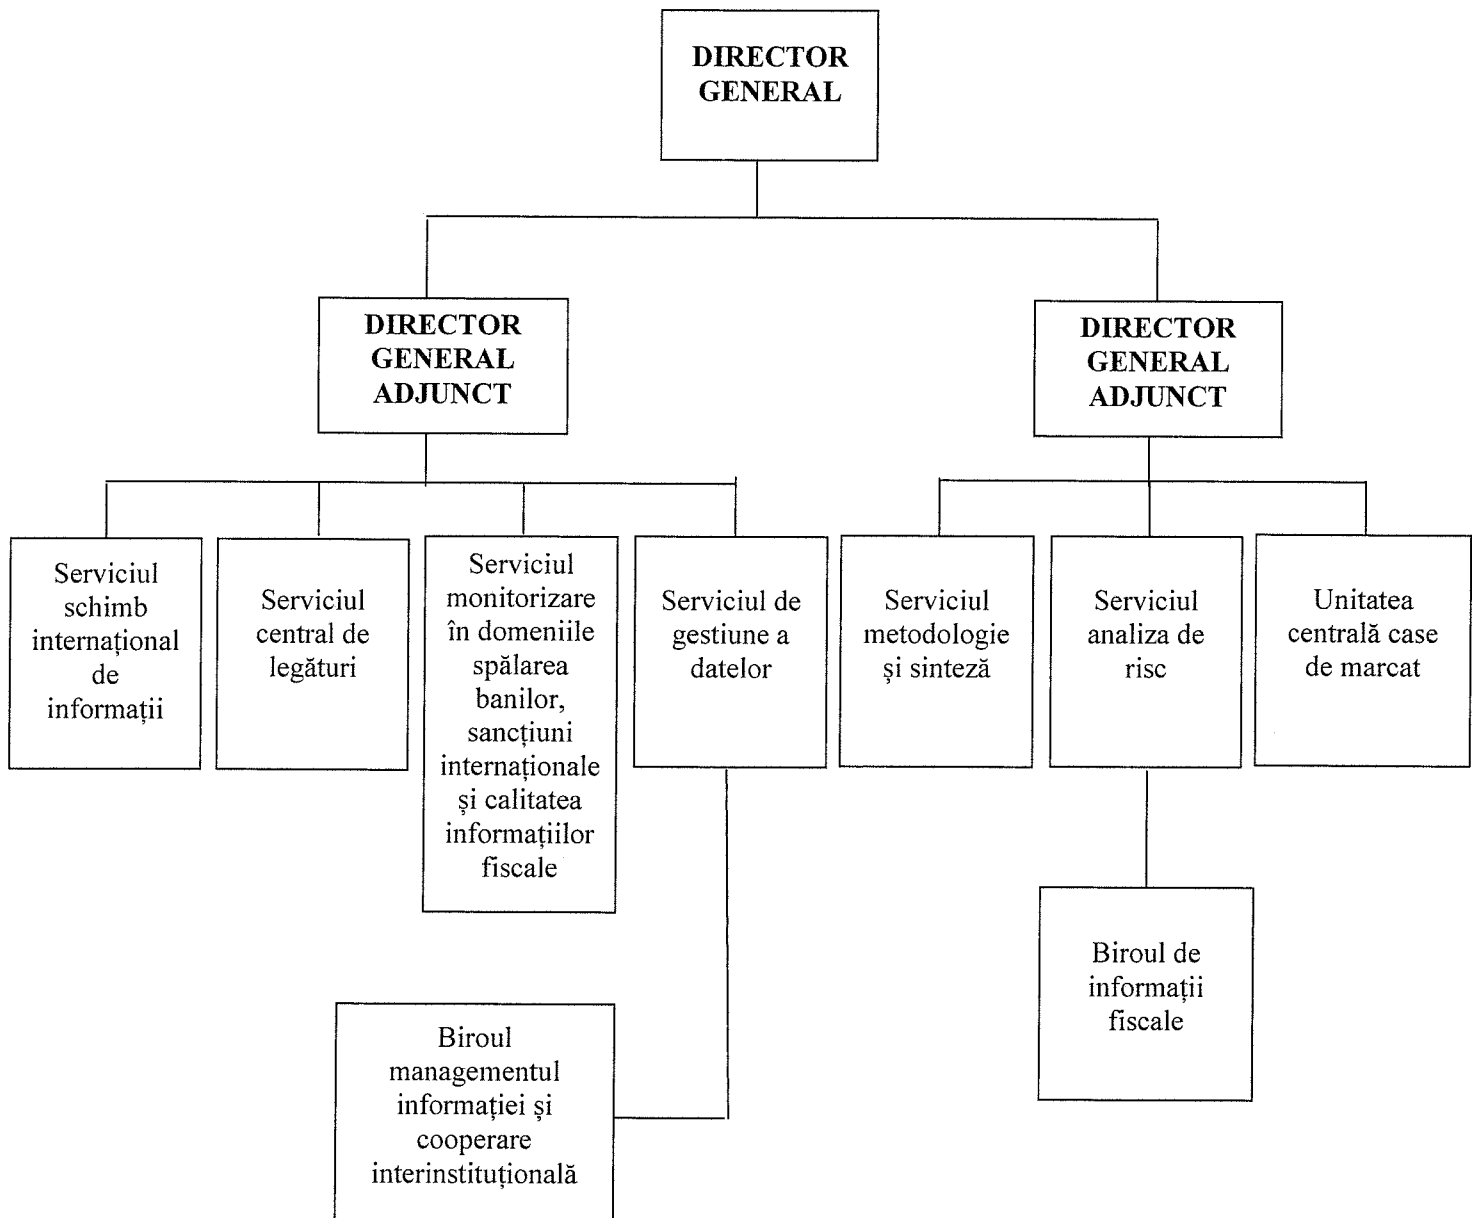 DIRECTOR
GENERAL
DIRECTOR
GENERAL
ADJUNCT
DIRECTOR
GENERAL
ADJUNCT
Serviciul
schimb
internațional
de
informații
Serviciul
central de
legături
Serviciul
monitorizare
în domeniile
spălarea
banilor,
sancțiuni
internaționale
și calitatea
informațiilor
fiscale
Serviciul de
gestiune a
datelor
Serviciul
metodologie
și sinteză
Serviciul
analiza de
risc
Unitatea
centrală case
de marcat
Biroul de
informații
fiscale
Biroul
managementul
informației și
cooperare
interinstituțională